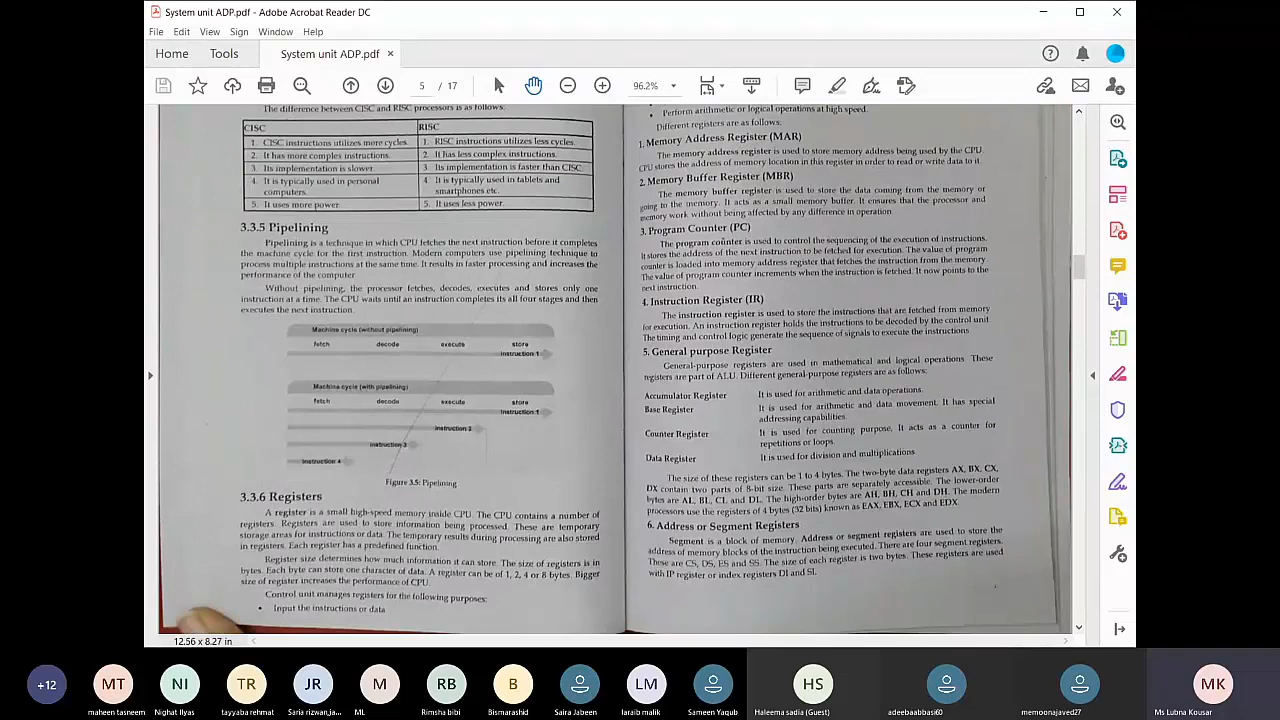 System unit ADP.pdf - Adobe Acrobat Reader DC
File Edit View Sign Window Help
Home Tools System unit ADP.pdf ×
5 / 17 96.2%
The difference between CISC and RISC processors is as follows.
CISC RISC
1. CISC instructions utilizes more cycles. 1. RISC instructions utilizes less cycles.
2. It has more complex instructions. 2. It has less complex instructions.
3. Its implementation is slower. 3. Its implementation is faster than CISC.
4. It is typically used in personal computers. 4. It is typically used in tablets and smartphones etc.
5. It uses more power. 5. It uses less power.
3.3.5 Pipelining
Pipelining is a technique in which CPU fetches the next instruction before it completes
the machine cycle for the first instruction. Modern computers use pipelining technique to
process multiple instructions at the same time. It results in faster processing and increases the
performance of the computer.
Without pipelining, the processor fetches, decodes, executes and stores only one
instruction at a time. The CPU waits until an instruction completes its all four stages and then
executes the next instruction.
Machine cycle (without pipelining)
fetch decode execute store
Instruction 1
Machine cycle (with pipelining)
fetch decode execute store
Instruction 1
Instruction 2
Instruction 3
Instruction 4
Figure 3.5: Pipelining
3.3.6 Registers
A register is a small high-speed memory inside CPU. The CPU contains a number of
registers. Registers are used to store information being processed. These are temporary
storage areas for instructions or data. The temporary results during processing are also stored
in registers. Each register has a predefined function.
Register size determines how much information it can store. The size of registers is in
bytes. Each byte can store one character of data. A register can be of 1, 2, 4 or 8 bytes. Bigger
size of register increases the performance of CPU.
Control unit manages registers for the following purposes:
• Input the instructions or data
• Perform arithmetic or logical operations at high speed.
Different registers are as follows:
1. Memory Address Register (MAR)
The memory address register is used to store memory address being used by the CPU.
CPU stores the address of memory location in this register in order to read or write data to it.
2. Memory Buffer Register (MBR)
The memory buffer register is used to store the data coming from the memory or
going to the memory. It acts as a small memory buffer. It ensures that the processor and
memory work without being affected by any difference in operation.
3. Program Counter (PC)
The program counter is used to control the sequencing of the execution of instructions.
It stores the address of the next instruction to be fetched for execution. The value of program
counter is loaded into memory address register that fetches the instruction from the memory.
The value of program counter increments when the instruction is fetched. It now points to the
next instruction.
4. Instruction Register (IR)
The instruction register is used to store the instructions that are fetched from memory
for execution. An instruction register holds the instructions to be decoded by the control unit.
The timing and control logic generate the sequence of signals to execute the instructions
5. General purpose Register
General-purpose registers are used in mathematical and logical operations These
registers are part of ALU. Different general-purpose registers are as follows:
Accumulator Register It is used for arithmetic and data operations.
Base Register It is used for arithmetic and data movement. It has special
addressing capabilities.
Counter Register It is used for counting purpose. It acts as a counter for
repetitions or loops.
Data Register It is used for division and multiplications
The size of these registers can be 1 to 4 bytes. The two-byte data registers AX, BX, CX,
DX contain two parts of 8-bit size. These parts are separately accessible. The lower-order
bytes are AL, BL, CL and DL. The high-order bytes are AH, BH, CH and DH. The modern
processors use the registers of 4 bytes (32 bits) known as EAX, EBX, ECX and EDX.
6. Address or Segment Registers
Segment is a block of memory. Address or segment registers are used to store the
address of memory blocks of the instruction being executed. There are four segment registers.
These are CS, DS, ES and SS. The size of each register is two bytes. These registers are used
with IP register or index registers DI and SI.
12.56 x 8.27 in
+12 MT NI TR JR M RB B LM HS MK
maheen tasneem Nighat Ilyas tayyaba rehmat Saria rizwan,ja... ML Rimsha bibi Bismarashid Saira Jabeen laraib malik Sameen Yaqub Haleema sadia (Guest) adeebaabbasi60 memoonajaved27 Ms Lubna Kousar